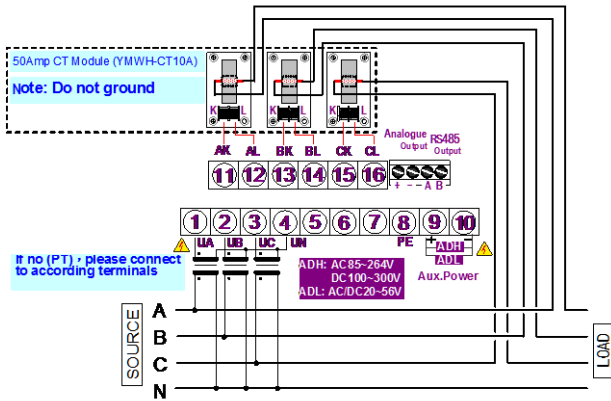 50Amp CT Module (YMWH-CT10A)
Note: Do not ground
K L K L K L
AK AL BK BL CK CL
Analogue Output RS485 Output
11 12 13 14 15 16
+ - - A B
1 2 3 4 5 6 7 8 9 10
UA UB UC UN PE + -
ADH
ADL
Aux.Power
If no (PT) , please connect
to according terminals
ADH: AC85~264V
DC100~300V
ADL: AC/DC20~56V
SOURCE
A
B
C
N
LOAD